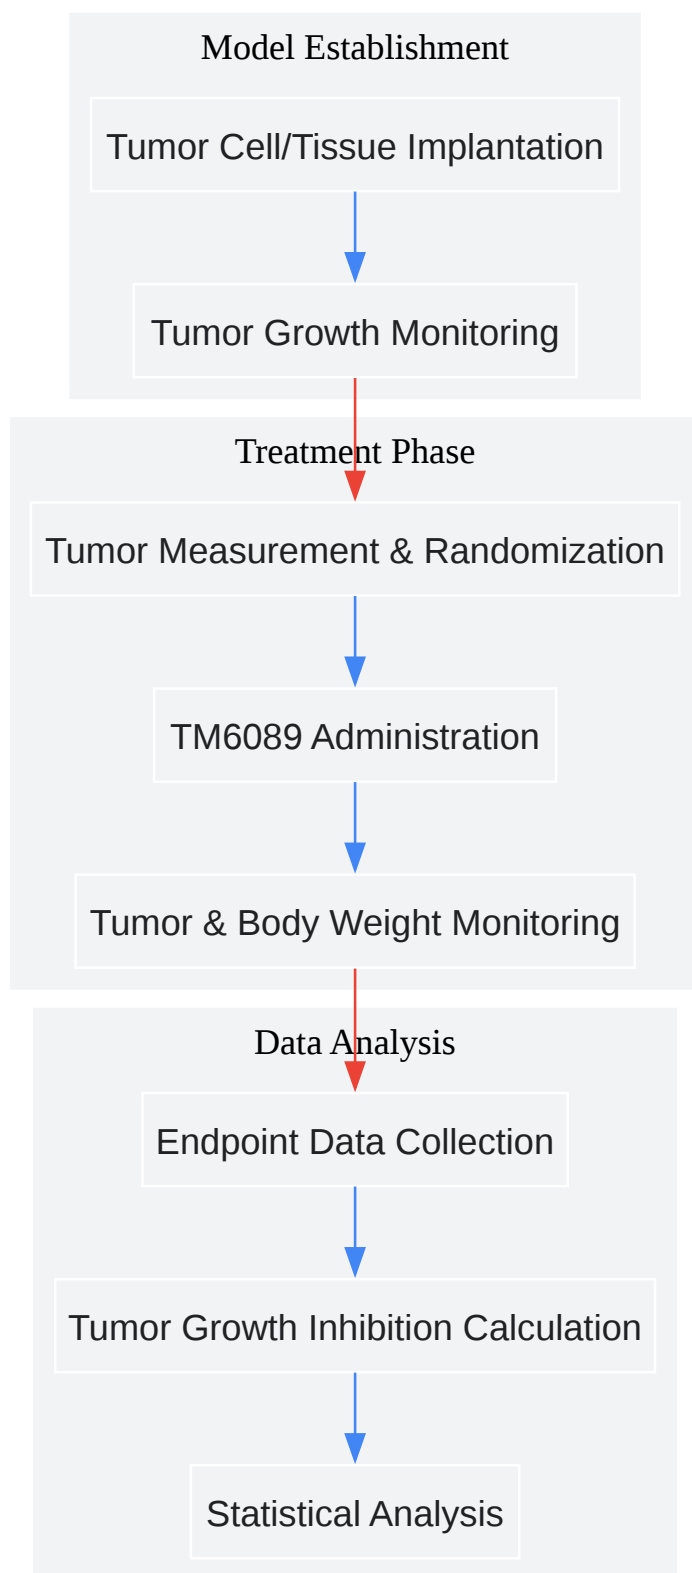 Model Establishment
Tumor Cell/Tissue Implantation
Tumor Growth Monitoring
Treatment Phase
Tumor Measurement & Randomization
TM6089 Administration
Tumor & Body Weight Monitoring
Data Analysis
Endpoint Data Collection
Tumor Growth Inhibition Calculation
Statistical Analysis